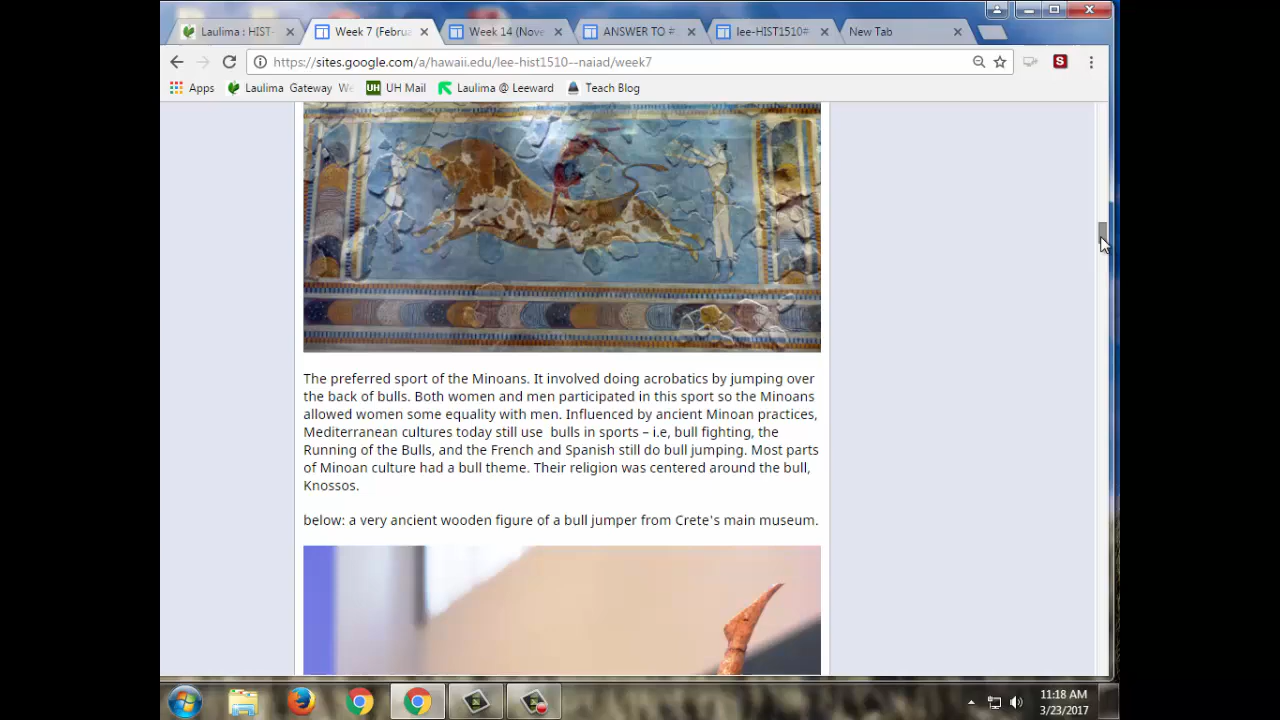 Laulima : HIST-
Week 7 (Februa
Week 14 (Nove
ANSWER TO #
lee-HIST1510#
New Tab
https://sites.google.com/a/hawaii.edu/lee-hist1510--naiad/week7
S
Apps
Laulima Gateway We
UH
UH Mail
Laulima @ Leeward
Teach Blog
The preferred sport of the Minoans. It involved doing acrobatics by jumping over
the back of bulls. Both women and men participated in this sport so the Minoans
allowed women some equality with men. Influenced by ancient Minoan practices,
Mediterranean cultures today still use  bulls in sports – i.e, bull fighting, the
Running of the Bulls, and the French and Spanish still do bull jumping. Most parts
of Minoan culture had a bull theme. Their religion was centered around the bull,
Knossos.
below: a very ancient wooden figure of a bull jumper from Crete's main museum.
11:18 AM
3/23/2017